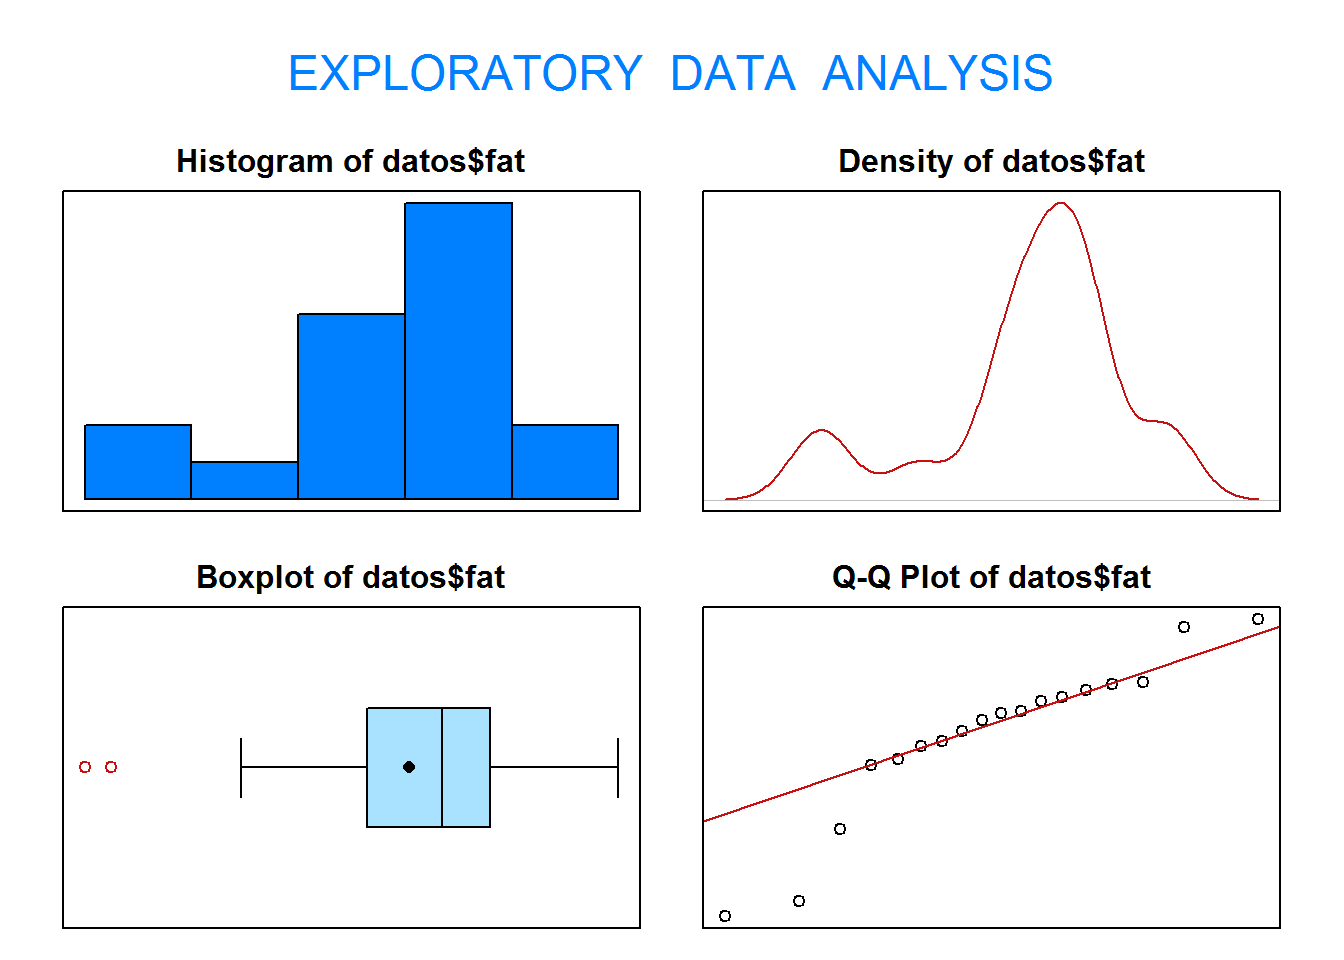 EXPLORATORY DATA ANALYSIS
Histogram of datos$fat
Density of datos$fat
Boxplot of datos$fat
Q-Q Plot of datos$fat